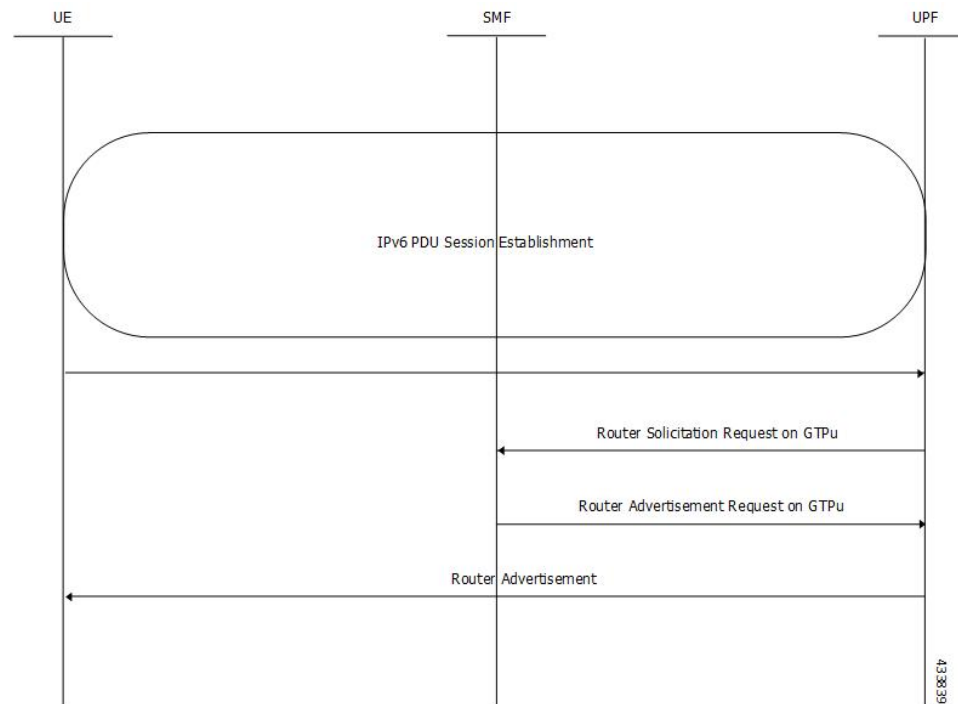 UE
SMF
UPF
IPv6 PDU Session Establishment
Router Solicitation Request on GTPu
Router Advertisement Request on GTPu
Router Advertisement
433839